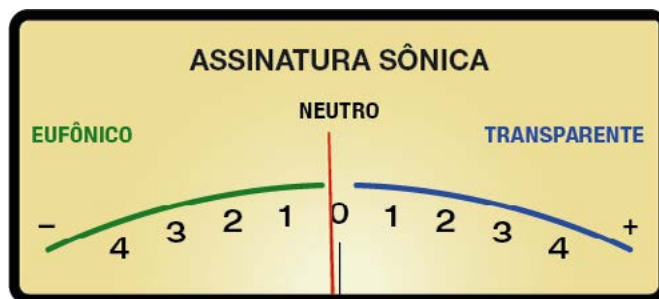 ASSINATURA SÔNICA
NEUTRO
EUFÔNICO TRANSPARENTE
− 4 3 2 1 0 1 2 3 4 +